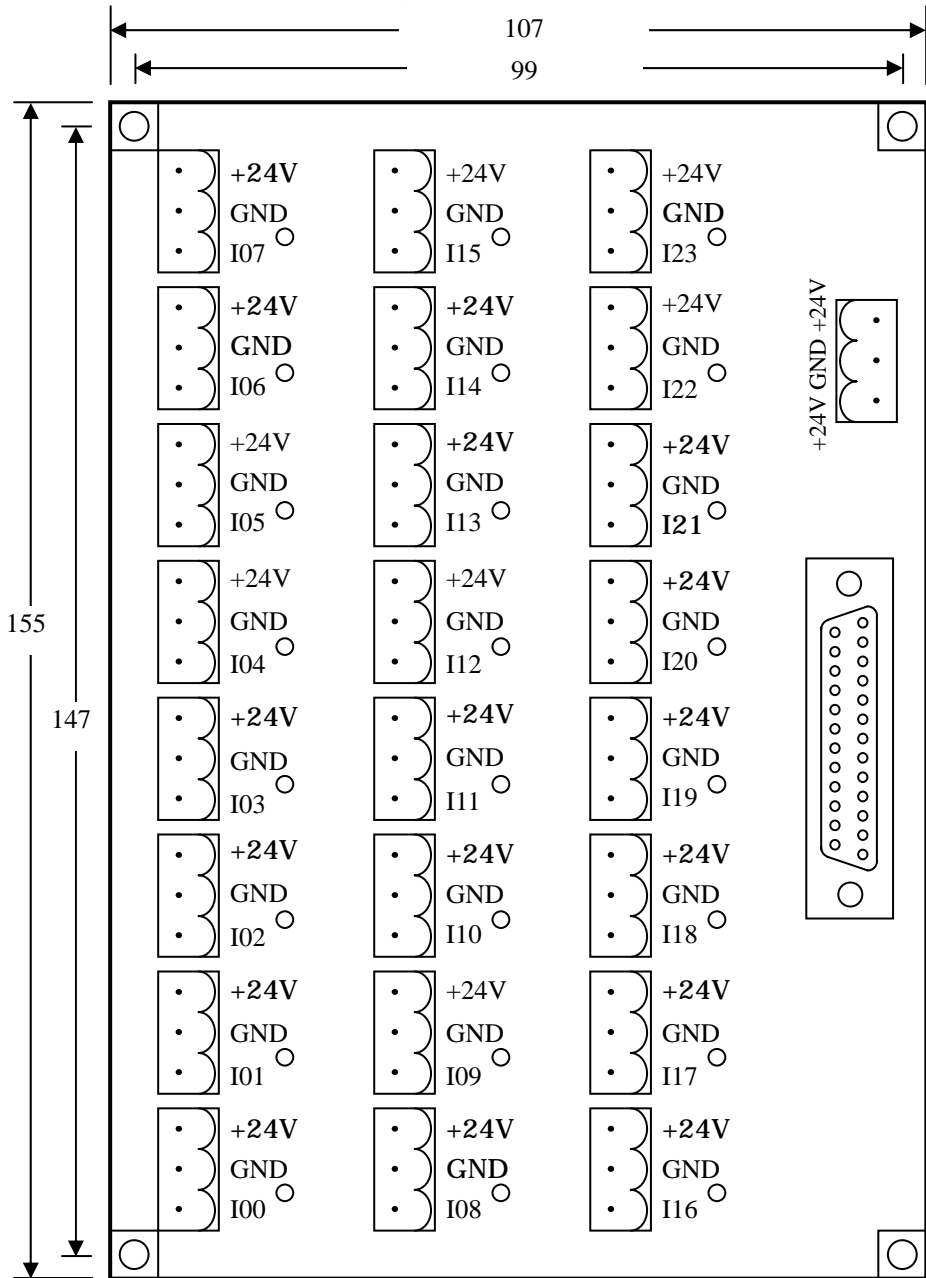 107
99
+24V +24V +24V
GND GND GND
I07 I15 I23
+24V +24V +24V
GND GND GND
I06 I14 I22
+24V GND +24V
+24V +24V +24V
GND GND GND
I05 I13 I21
155
+24V +24V +24V
GND GND GND
I04 I12 I20
147
+24V +24V +24V
GND GND GND
I03 I11 I19
+24V +24V +24V
GND GND GND
I02 I10 I18
+24V +24V +24V
GND GND GND
I01 I09 I17
+24V +24V +24V
GND GND GND
I00 I08 I16